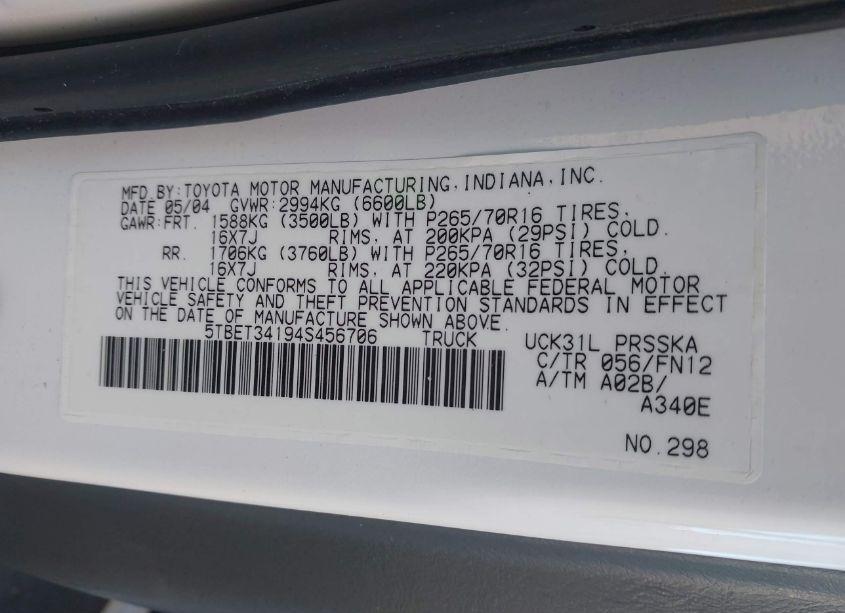 MFD.BY:TOYOTA MOTOR MANUFACTURING,INDIANA,INC.
DATE 05/04 GVWR:2994KG (6600LB)
GAWR:FRT. 1588KG (3500LB) WITH P265/70R16 TIRES,
16X7J RIMS, AT 200KPA (29PSI) COLD.
RR. 1706KG (3760LB) WITH P265/70R16 TIRES,
16X7J RIMS, AT 220KPA (32PSI) COLD.
THIS VEHICLE CONFORMS TO ALL APPLICABLE FEDERAL MOTOR
VEHICLE SAFETY AND THEFT PREVENTION STANDARDS IN EFFECT
ON THE DATE OF MANUFACTURE SHOWN ABOVE.
5TBET34194S456706 TRUCK
UCK31L PRSSKA
C/TR 056/FN12
A/TM A02B/
A340E
NO.298